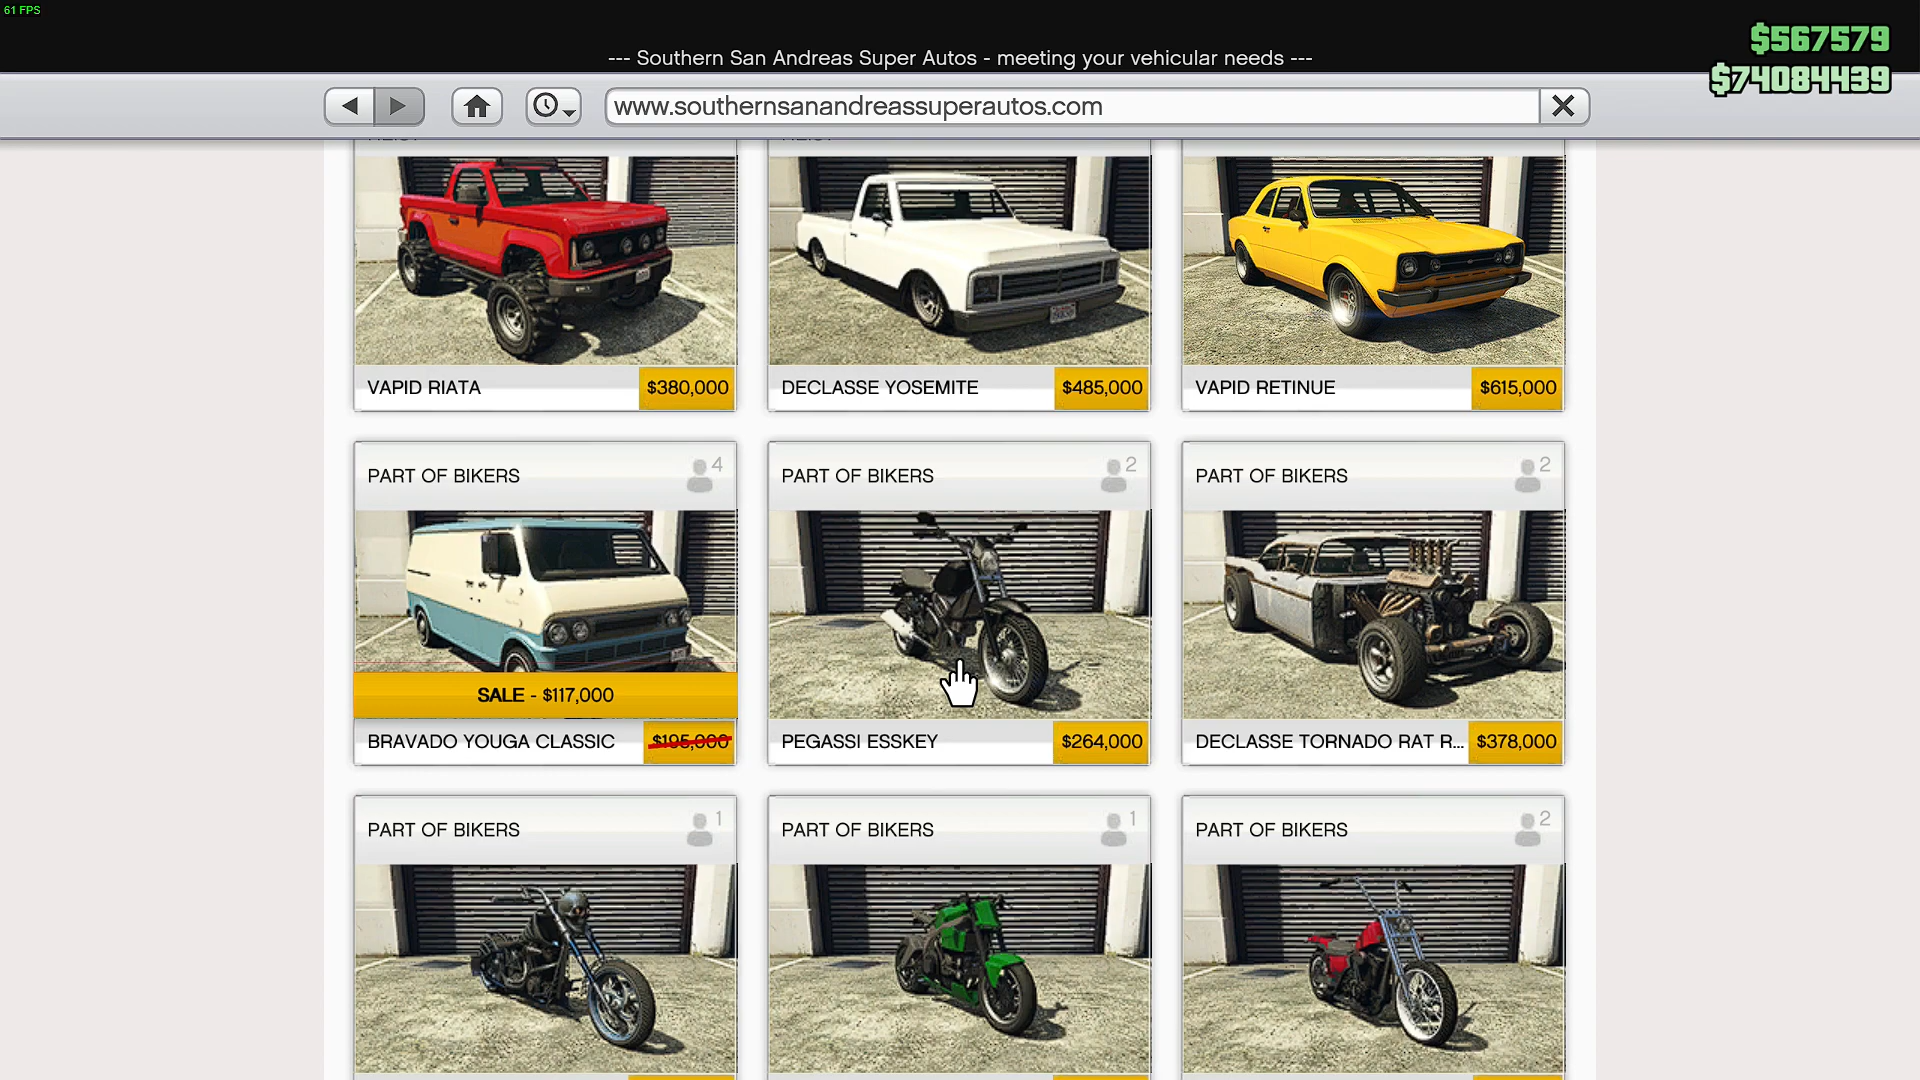 61 FPS
--- Southern San Andreas Super Autos - meeting your vehicular needs ---
$567579
$74084439
www.southernsanandreassuperautos.com
VAPID RIATA
$380,000
DECLASSE YOSEMITE
$485,000
VAPID RETINUE
$615,000
PART OF BIKERS
4
PART OF BIKERS
2
PART OF BIKERS
2
SALE - $117,000
BRAVADO YOUGA CLASSIC
$195,000
PEGASSI ESSKEY
$264,000
DECLASSE TORNADO RAT R...
$378,000
PART OF BIKERS
1
PART OF BIKERS
1
PART OF BIKERS
2